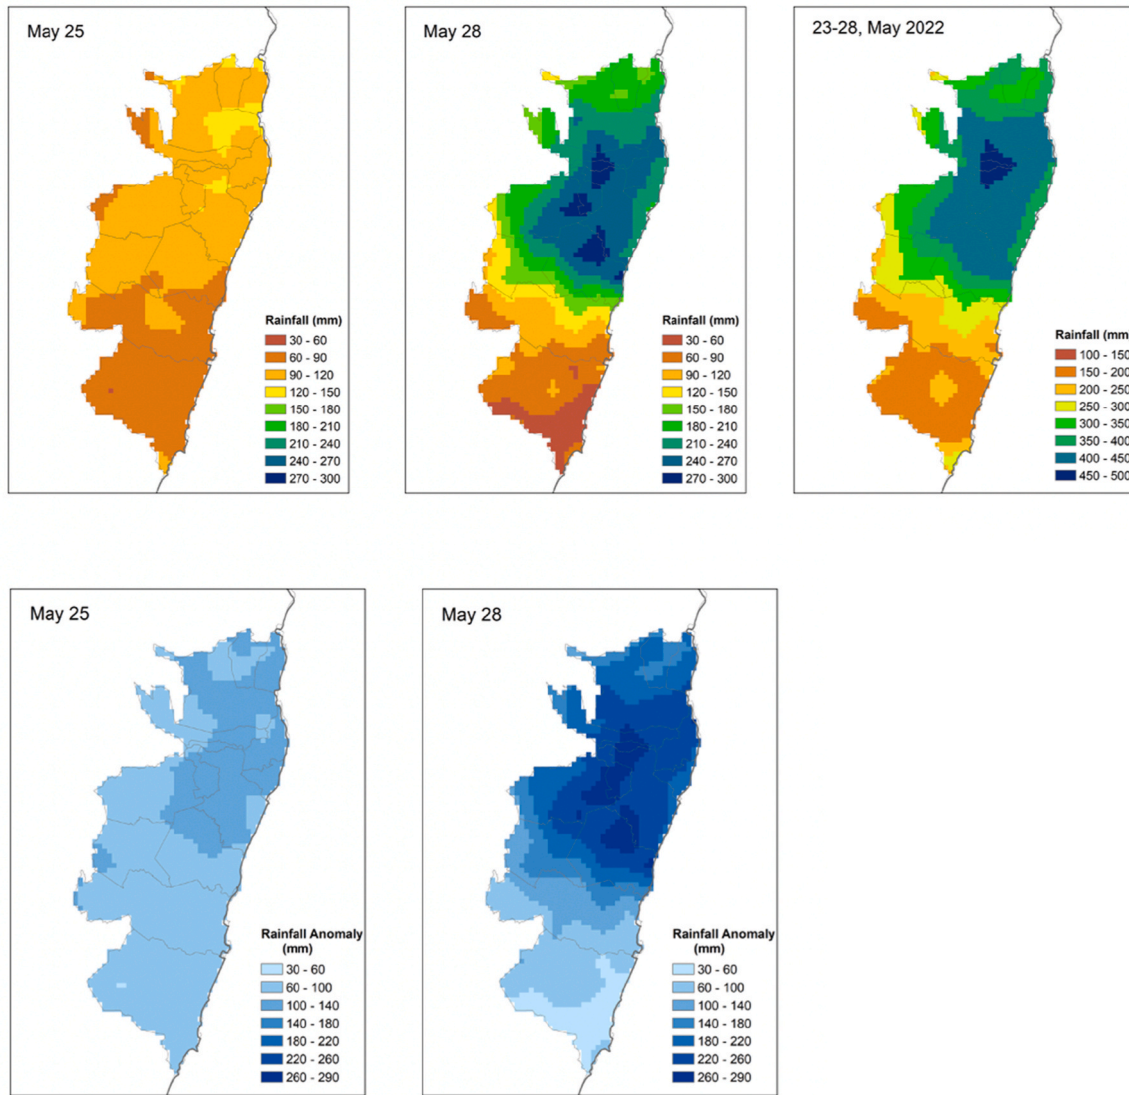 May 25
Rainfall (mm)
30 - 60
60 - 90
90 - 120
120 - 150
150 - 180
180 - 210
210 - 240
240 - 270
270 - 300
May 28
Rainfall (mm)
30 - 60
60 - 90
90 - 120
120 - 150
150 - 180
180 - 210
210 - 240
240 - 270
270 - 300
23-28, May 2022
Rainfall (mm)
100 - 150
150 - 200
200 - 250
250 - 300
300 - 350
350 - 400
400 - 450
450 - 500
May 25
Rainfall Anomaly
(mm)
30 - 60
60 - 100
100 - 140
140 - 180
180 - 220
220 - 260
260 - 290
May 28
Rainfall Anomaly
(mm)
30 - 60
60 - 100
100 - 140
140 - 180
180 - 220
220 - 260
260 - 290